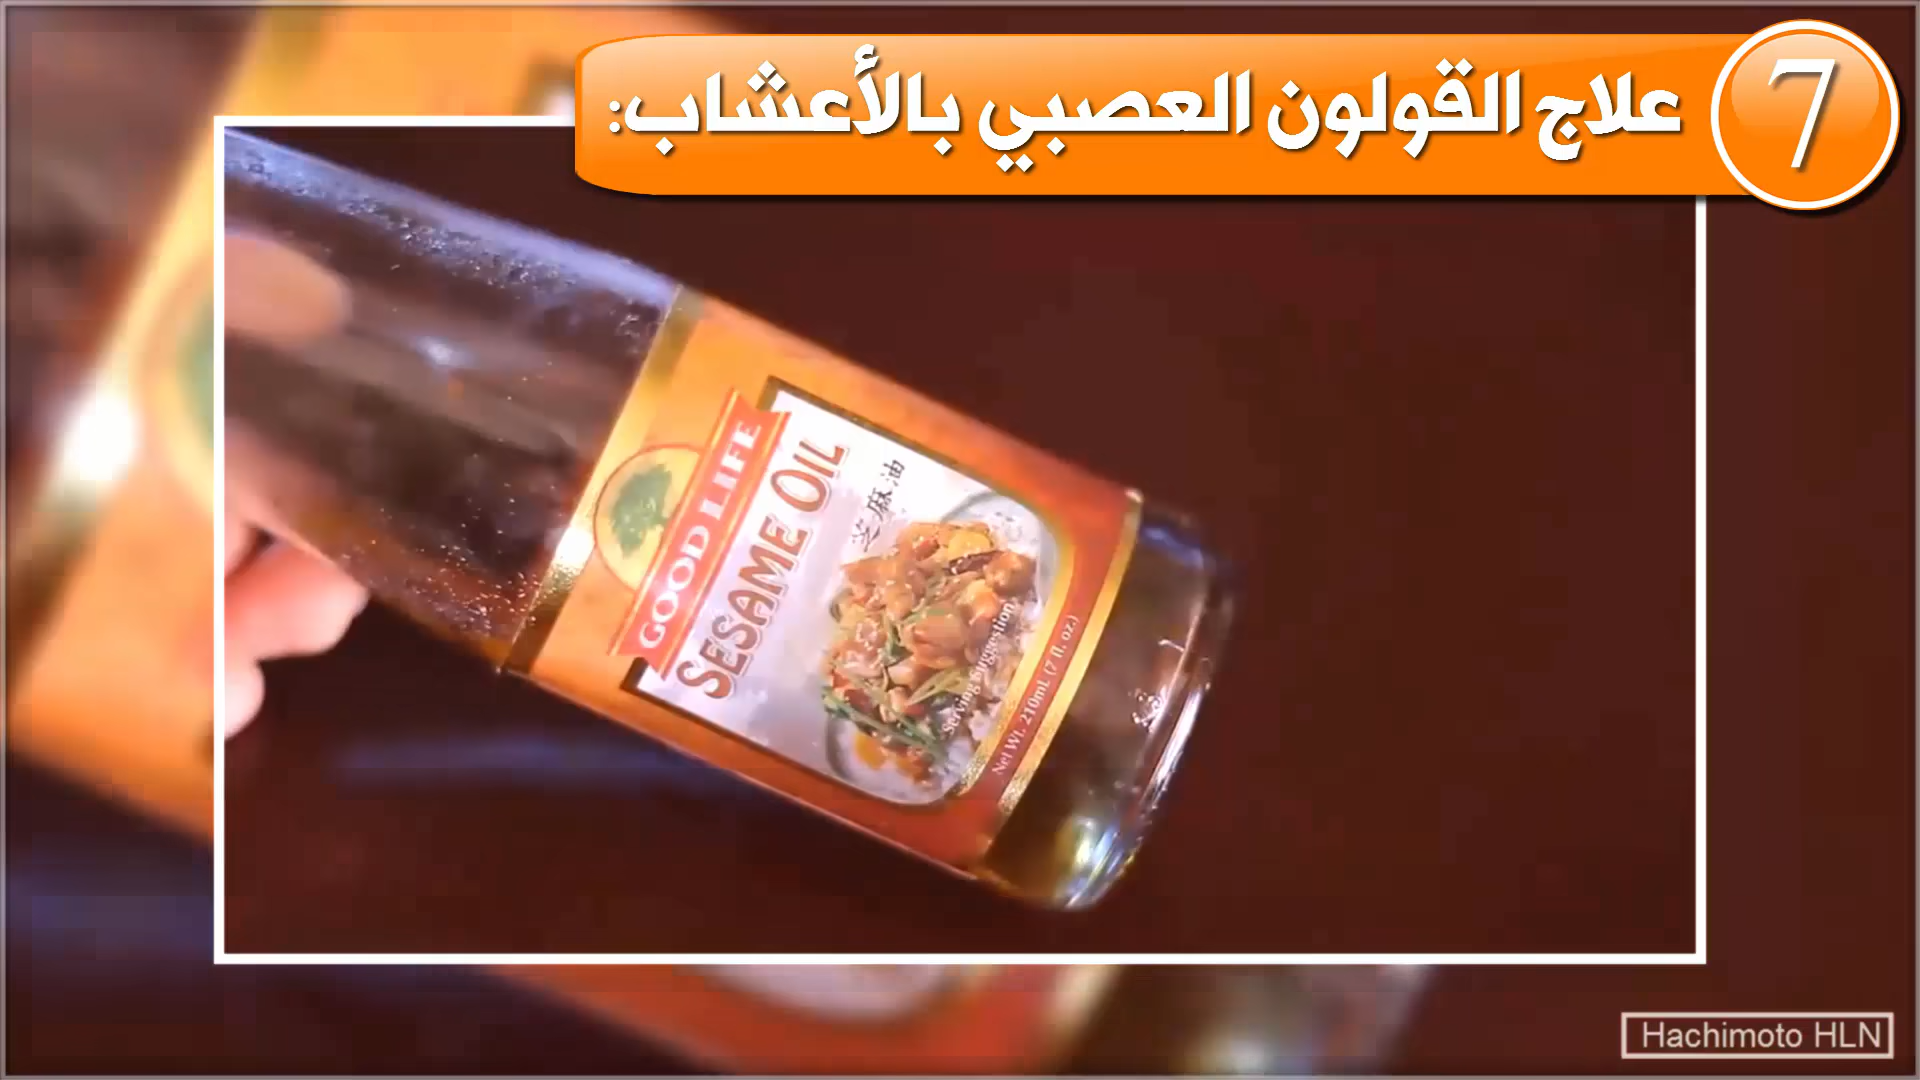 7
علاج القولون العصبي بالأعشاب:
GOOD LIFE
SESAME OIL
芝麻油
Serving Suggestion
Net Wt. 210mL (7 fl. oz.)
Hachimoto HLN